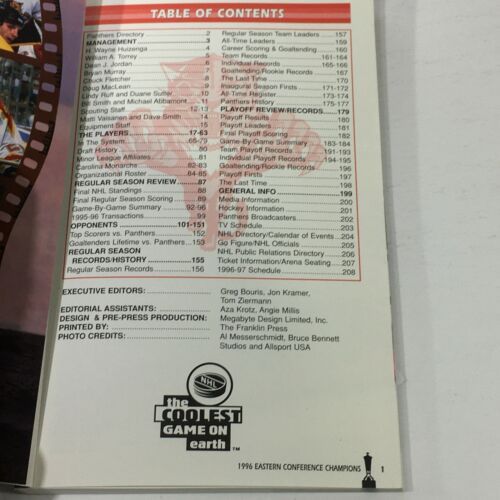 TABLE OF CONTENTS
Panthers Directory 2
MANAGEMENT 3
H. Wayne Huizenga 4
William A. Torrey 5
Dean J. Jordan 6
Bryan Murray 7
Chuck Fletcher 8
Doug MacLean 9
Lindy Ruff and Duane Sutter 10
Bill Smith and Michael Abbamont 11
Scouting Staff 12-13
Matti Vaisanen and Dave Smith 14
Equipment Staff 15
THE PLAYERS 17-63
In The System 65-79
Draft History 80
Minor League Affiliates 81
Carolina Monarchs 82-83
Organizational Roster 84-85
REGULAR SEASON REVIEW 87
Final NHL Standings 88
Final Regular Season Scoring 89
Game-By-Game Summary 92-96
1995-96 Transactions 99
OPPONENTS 101-151
Top Scorers vs. Panthers 152
Goaltenders Lifetime vs. Panthers 153
REGULAR SEASON
RECORDS/HISTORY 155
Regular Season Records 156
Regular Season Team Leaders 157
All-Time Leaders 159
Career Scoring & Goaltending 160
Team Records 161-164
Individual Records 165-166
Goaltending/Rookie Records 167
The Last Time 170
Inaugural Season Firsts 171-172
All-Time Register 173-174
Panthers History 175-177
PLAYOFF REVIEW/RECORDS 179
Playoff Results 180
Playoff Leaders 181
Final Playoff Scoring 182
Game-By-Game Summary 183-184
Team Playoff Records 191-193
Individual Playoff Records 194-195
Goaltending/Rookie Records 196
Playoff Firsts 197
The Last Time 198
GENERAL INFO 199
Media Information 200
Hockey Information 201
Panthers Broadcasters 202
TV Schedule 203
NHL Directory/Calendar of Events 204
Go Figure/NHL Officials 205
NHL Public Relations Directory 206
Ticket Information/Arena Seating 207
1996-97 Schedule 208
EXECUTIVE EDITORS: Greg Bouris, Jon Kramer,
Tom Ziermann
EDITORIAL ASSISTANTS: Aza Krotz, Angie Millis
DESIGN & PRE-PRESS PRODUCTION: Megabyte Design Limited, Inc.
PRINTED BY: The Franklin Press
PHOTO CREDITS: Al Messerschmidt, Bruce Bennett
Studios and Allsport USA
NHL
the
COOLEST
GAME ON
earth ™
1996 EASTERN CONFERENCE CHAMPIONS 1